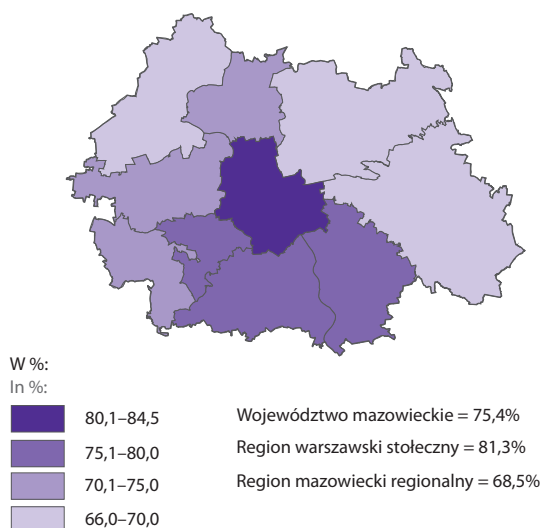 W %:
In %:
80,1–84,5
75,1–80,0
70,1–75,0
66,0–70,0
Województwo mazowieckie = 75,4%
Region warszawski stołeczny = 81,3%
Region mazowiecki regionalny = 68,5%